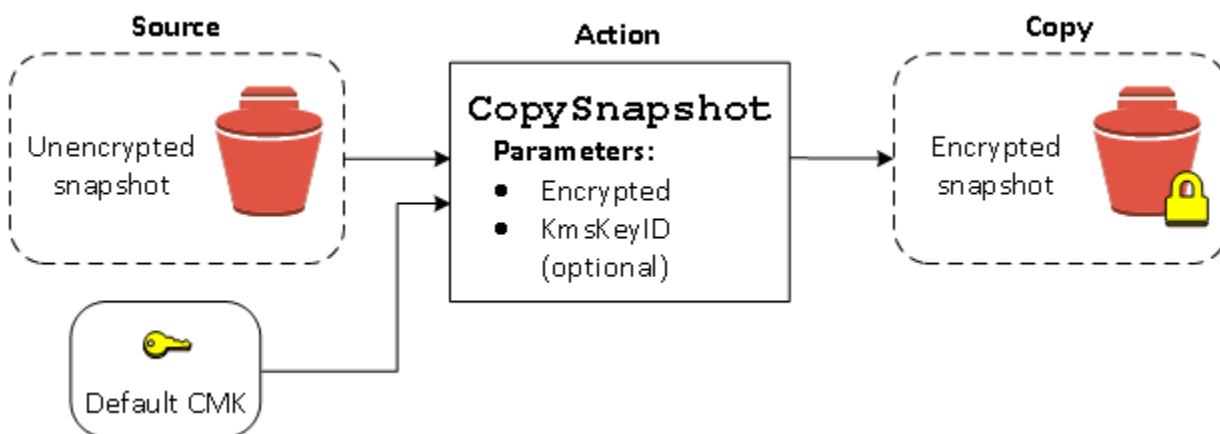 Source
Unencrypted
snapshot
Default CMK
Action
CopySnapshot
Parameters:
• Encrypted
• KmsKeyID
(optional)
Copy
Encrypted
snapshot